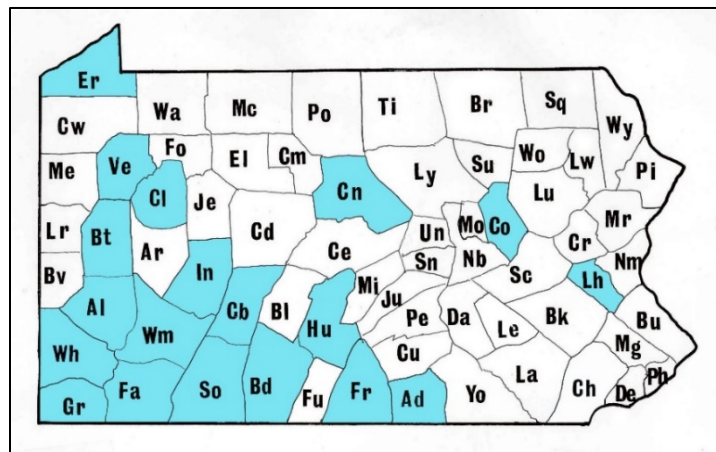 Er
Wa Mc Po Ti Br Sq
Cw
Wy
Me Ve Fo El Cm
Cl
Cn
Ly Su Wo Lw Pi
Lu
Je
Lr Bt
Cd
Un Mo Co
Mr
Ar
Ce
Cr
Bv
In
Sn Nb Sc
Nm
Lh
Al Cb Bl Hu Mi Ju
Wm
Pe Da Le Bk Bu
Wh
Cu
Mg
Gr Fa So Bd Fu Fr Ad Yo La Ch De Ph